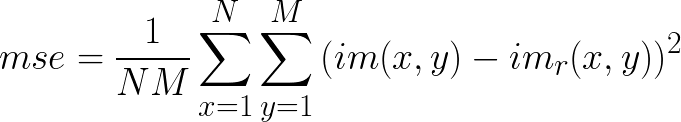 mse = \frac{1}{NM} \sum_{x=1}^{N} \sum_{y=1}^{M} (im(x, y) - im_r(x, y))^2